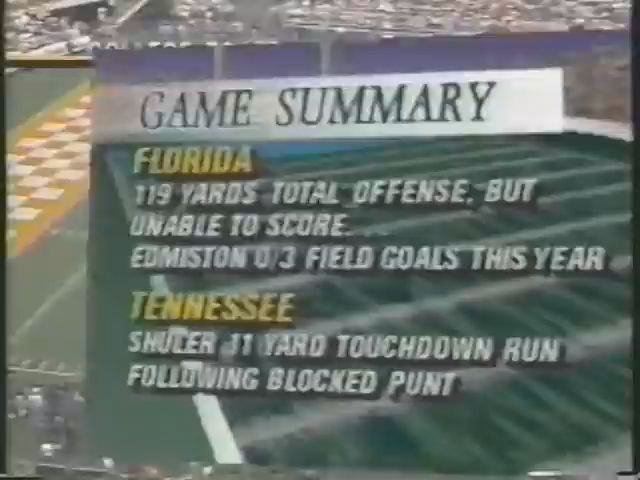 GAME SUMMARY
FLORIDA
119 YARDS TOTAL OFFENSE, BUT
UNABLE TO SCORE.
EDMISTON 0/3 FIELD GOALS THIS YEAR
TENNESSEE
SHULER 11 YARD TOUCHDOWN RUN
FOLLOWING BLOCKED PUNT